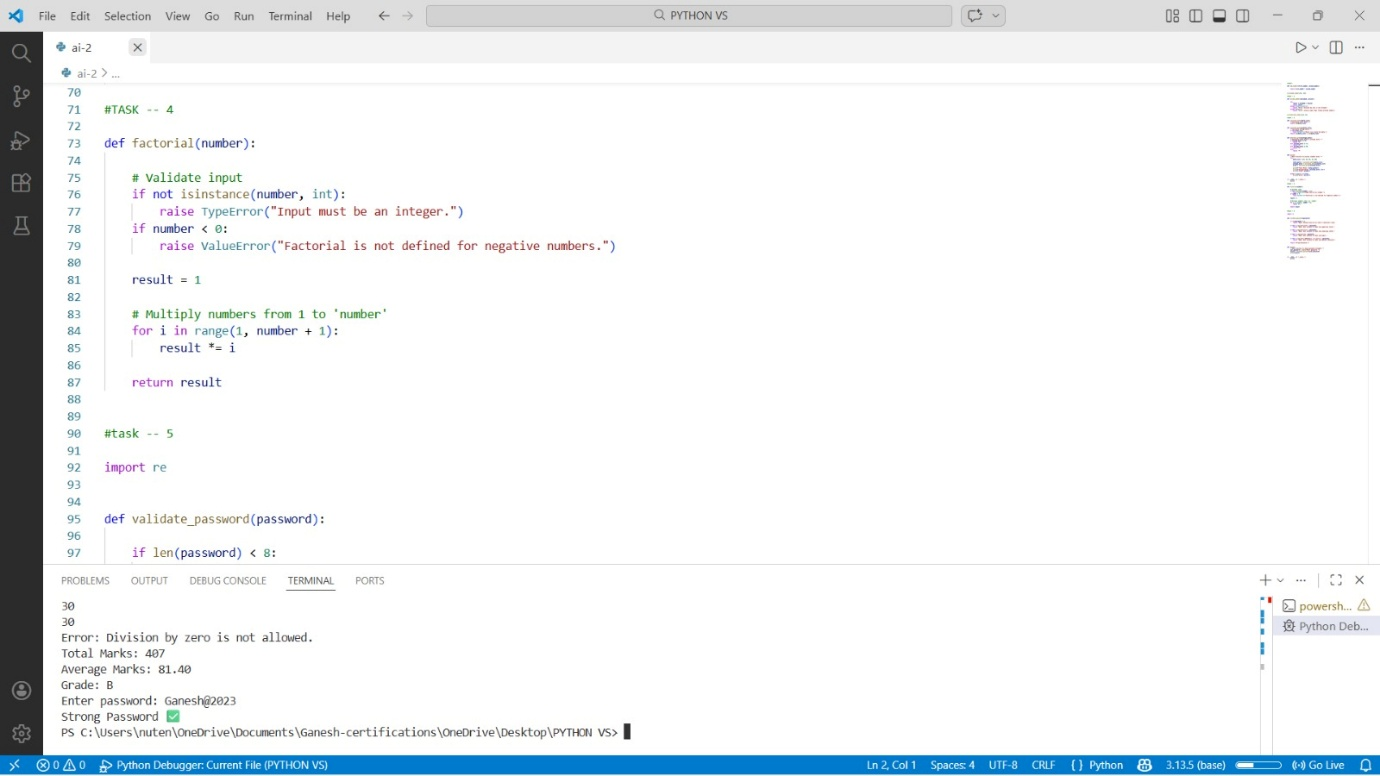 File Edit Selection View Go Run Terminal Help PYTHON VS
ai-2
ai-2 > ...
70
71 #TASK -- 4
72
73 def factorial(number):
74
75 # Validate input
76 if not isinstance(number, int):
77 raise TypeError("Input must be an integer.")
78 if number < 0:
79 raise ValueError("Factorial is not defined for negative numbers.")
80
81 result = 1
82
83 # Multiply numbers from 1 to 'number'
84 for i in range(1, number + 1):
85 result *= i
86
87 return result
88
89
90 #task -- 5
91
92 import re
93
94
95 def validate_password(password):
96
97 if len(password) < 8:
PROBLEMS OUTPUT DEBUG CONSOLE TERMINAL PORTS
30
30
Error: Division by zero is not allowed.
Total Marks: 407
Average Marks: 81.40
Grade: B
Enter password: Ganesh@2023
Strong Password ✅
PS C:\Users\nuten\OneDrive\Documents\Ganesh-certifications\OneDrive\Desktop\PYTHON VS>
powersh...
Python Deb...
0 0 Python Debugger: Current File (PYTHON VS) Ln 2, Col 1 Spaces: 4 UTF-8 CRLF { } Python 3.13.5 (base) Go Live